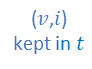 (v,i)
kept in t